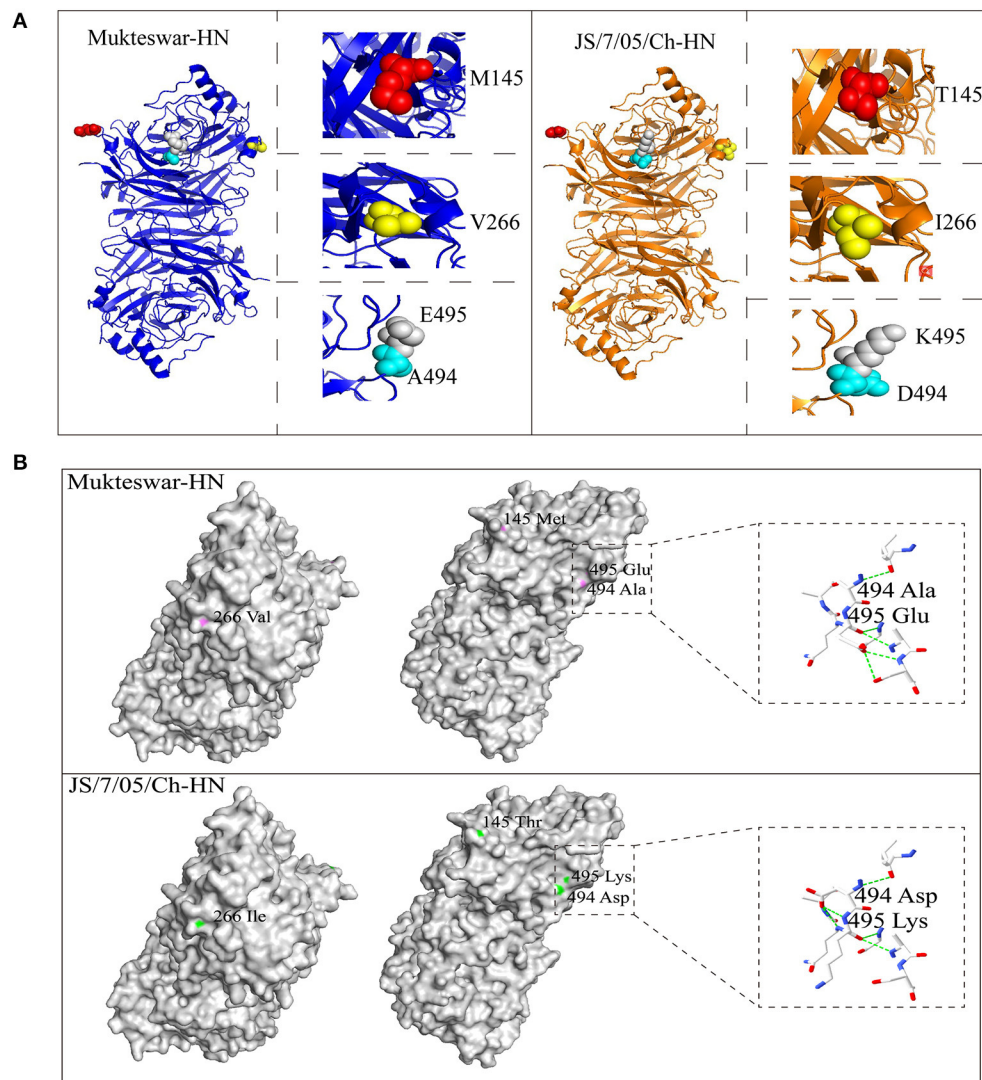 A
Mukteswar-HN
M145
V266
E495
A494
JS/7/05/Ch-HN
T145
I266
K495
D494
B
Mukteswar-HN
266 Val
145 Met
495 Glu
494 Ala
494 Ala
495 Glu
JS/7/05/Ch-HN
266 Ile
145 Thr
495 Lys
494 Asp
494 Asp
495 Lys